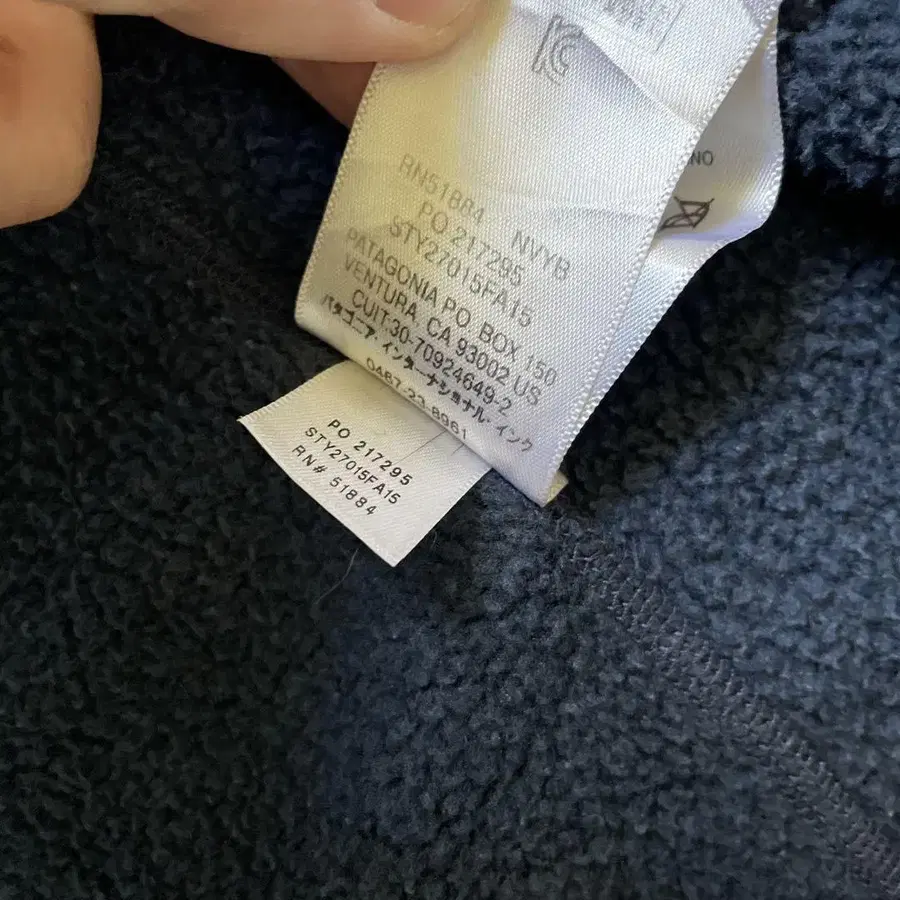 RN51884 NVYB
PO 217295
STY27015FA15
PATAGONIA PO BOX 150
VENTURA, CA 93002 US
CUIT:30-70924649-2
パタゴニア・インターナショナル・インク
0467-23-8961
PO 217295
STY27015FA15
RN# 51884
NO